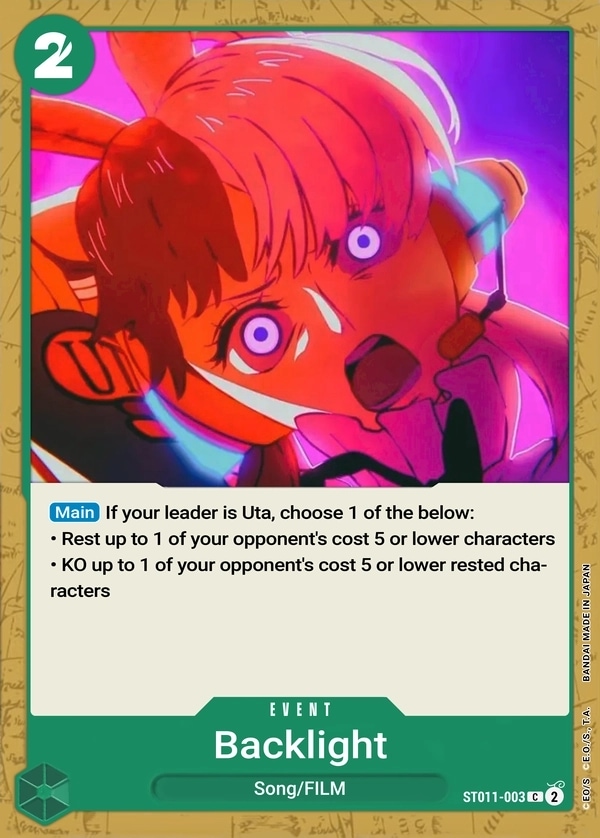 2
Main If your leader is Uta, choose 1 of the below:
• Rest up to 1 of your opponent's cost 5 or lower characters
• KO up to 1 of your opponent's cost 5 or lower rested cha-
racters
EVENT
Backlight
Song/FILM
ST011-003 C 2
©EO/S ©E.O./S.,T.A. BANDAI MADE IN JAPAN